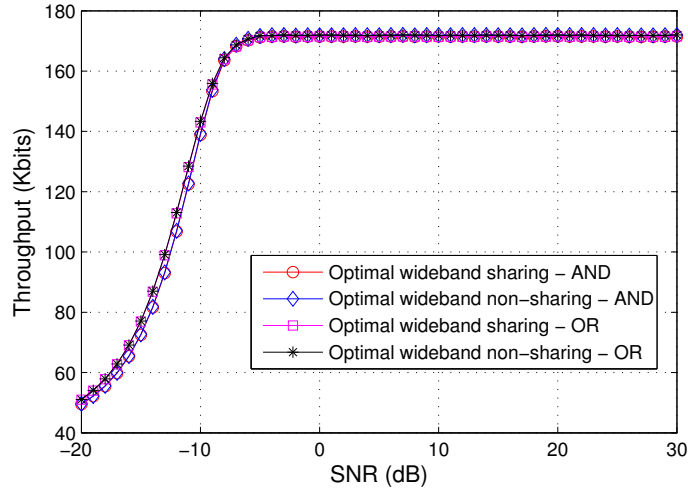 180
160
140
120
100
80
60
40
Throughput (Kbits)
Optimal wideband sharing − AND
Optimal wideband non−sharing − AND
Optimal wideband sharing − OR
Optimal wideband non−sharing − OR
−20 −10 0 10 20 30
SNR (dB)